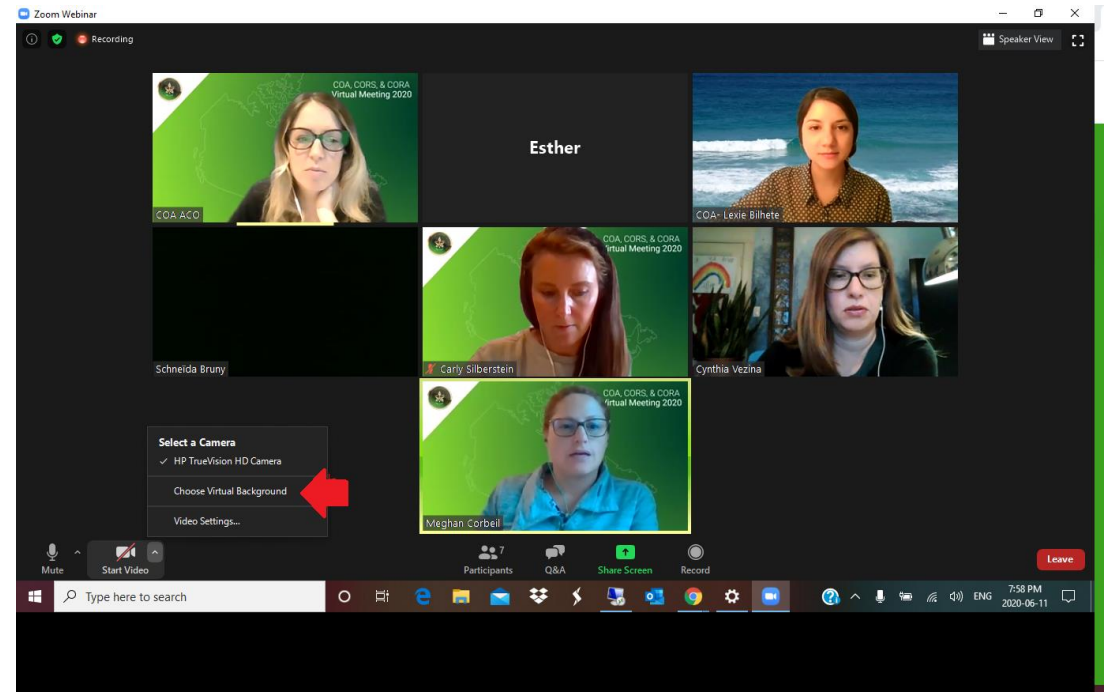 Zoom Webinar
Recording
Speaker View
COA, CORS, & CORA
Virtual Meeting 2020
COA ACO
Esther
COA- Lexie Bilhete
Schneïda Bruny
COA, CORS, & CORA
Virtual Meeting 2020
Carly Silberstein
Cynthia Vezina
COA, CORS, & CORA
Virtual Meeting 2020
Meghan Corbeil
Select a Camera
HP TrueVision HD Camera
Choose Virtual Background
Video Settings...
Mute
Start Video
Participants
7
Q&A
Share Screen
Record
Leave
Type here to search
ENG
7:58 PM
2020-06-11